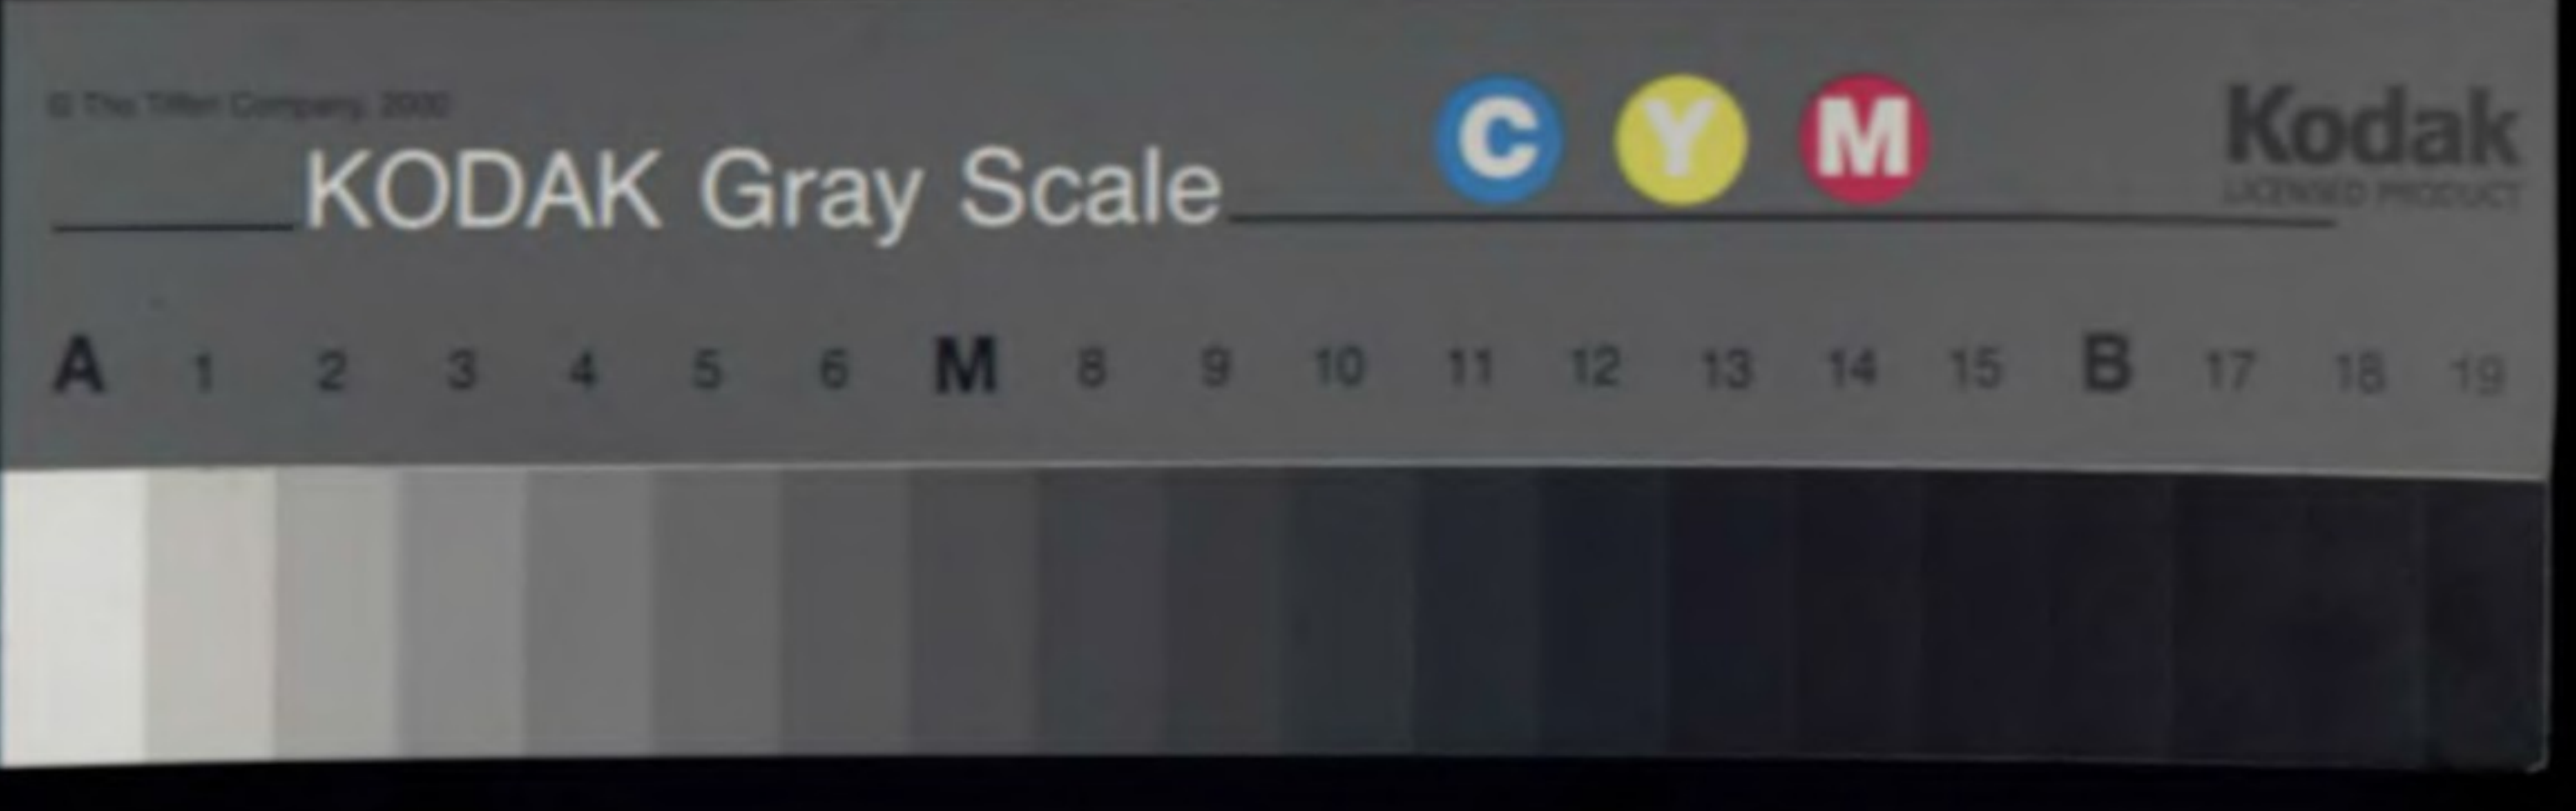 © The Tiffen Company, 2000
KODAK Gray Scale
C Y M
Kodak
LICENSED PRODUCT
A 1 2 3 4 5 6 M 8 9 10 11 12 13 14 15 B 17 18 19